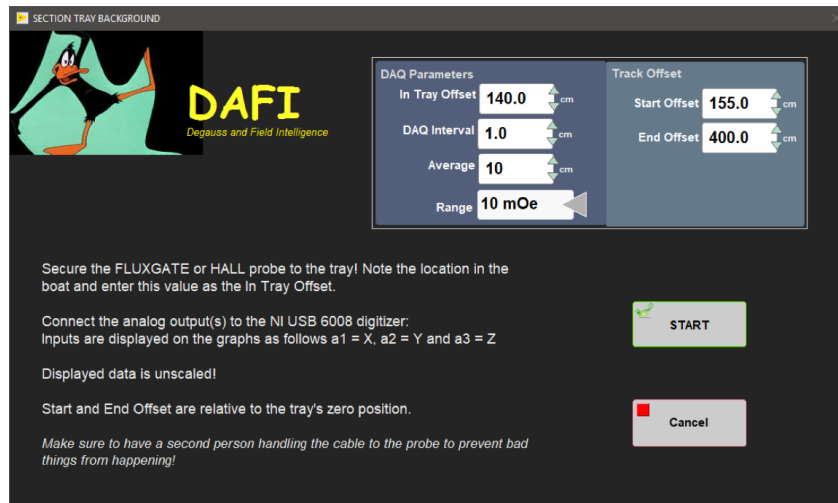 SECTION TRAY BACKGROUND
DAFI
Degauss and Field Intelligence
DAQ Parameters
In Tray Offset 140.0 cm
DAQ Interval 1.0 cm
Average 10 cm
Range 10 mOe
Track Offset
Start Offset 155.0 cm
End Offset 400.0 cm
Secure the FLUXGATE or HALL probe to the tray! Note the location in the
boat and enter this value as the In Tray Offset.
Connect the analog output(s) to the NI USB 6008 digitizer:
Inputs are displayed on the graphs as follows a1 = X, a2 = Y and a3 = Z
Displayed data is unscaled!
Start and End Offset are relative to the tray's zero position.
Make sure to have a second person handling the cable to the probe to prevent bad
things from happening!
START
Cancel